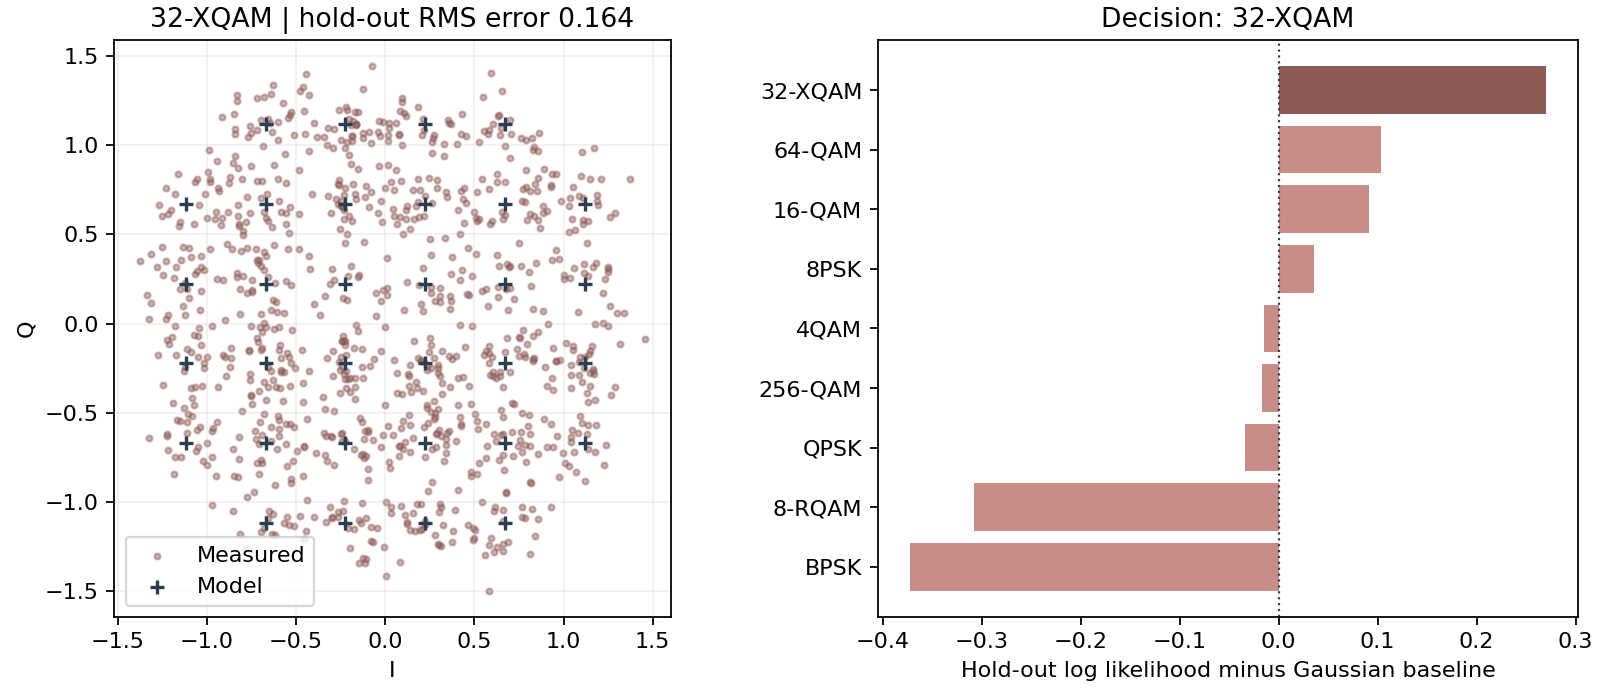 32-XQAM | hold-out RMS error 0.164
1.5
1.0
0.5
0.0
−0.5
−1.0
−1.5
Q
Measured
Model
−1.5
−1.0
−0.5
0.0
0.5
1.0
1.5
I
Decision: 32-XQAM
32-XQAM
64-QAM
16-QAM
8PSK
4QAM
256-QAM
QPSK
8-RQAM
BPSK
−0.4
−0.3
−0.2
−0.1
0.0
0.1
0.2
0.3
Hold-out log likelihood minus Gaussian baseline